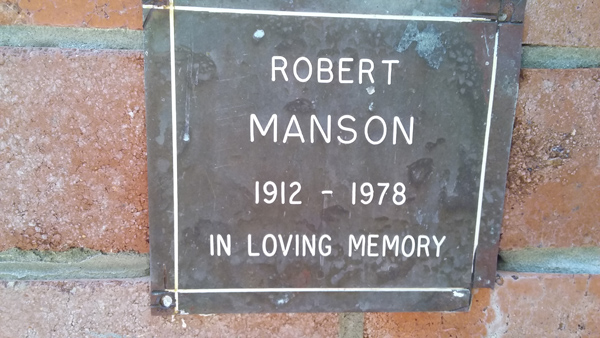 ROBERT
MANSON
1912 - 1978
IN LOVING MEMORY